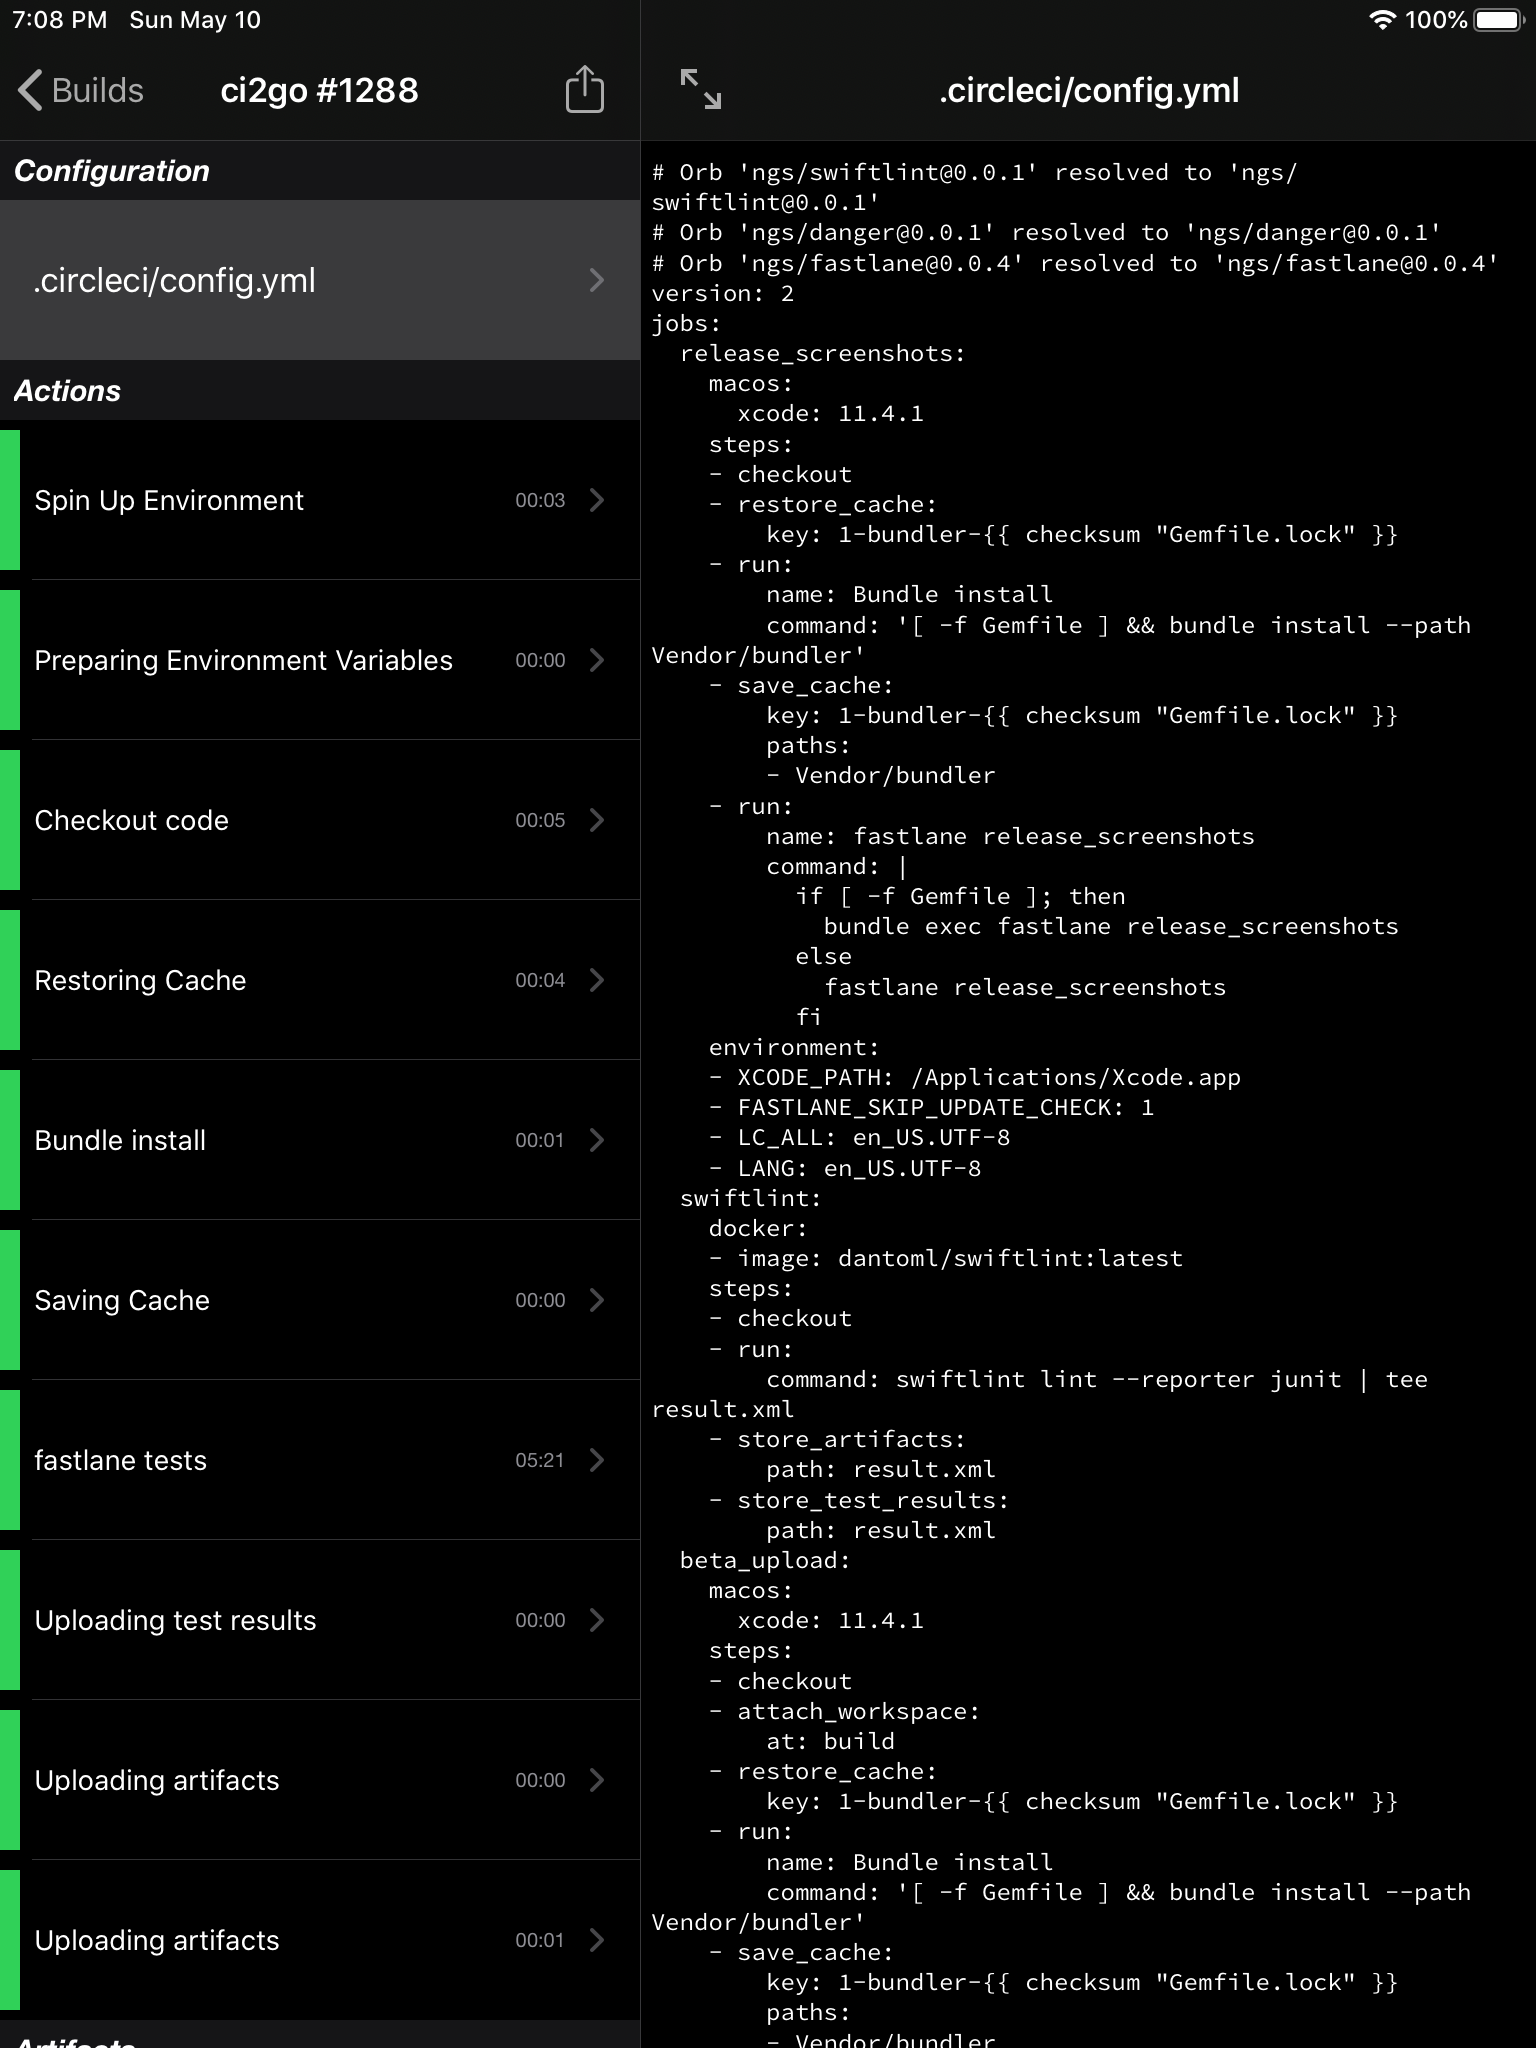 7:08 PM Sun May 10
100%
Builds
ci2go #1288
Configuration
.circleci/config.yml
Actions
Spin Up Environment 00:03
Preparing Environment Variables 00:00
Checkout code 00:05
Restoring Cache 00:04
Bundle install 00:01
Saving Cache 00:00
fastlane tests 05:21
Uploading test results 00:00
Uploading artifacts 00:00
Uploading artifacts 00:01
Artifacts
.circleci/config.yml
# Orb 'ngs/swiftlint@0.0.1' resolved to 'ngs/
swiftlint@0.0.1'
# Orb 'ngs/danger@0.0.1' resolved to 'ngs/danger@0.0.1'
# Orb 'ngs/fastlane@0.0.4' resolved to 'ngs/fastlane@0.0.4'
version: 2
jobs:
  release_screenshots:
    macos:
      xcode: 11.4.1
    steps:
    - checkout
    - restore_cache:
        key: 1-bundler-{{ checksum "Gemfile.lock" }}
    - run:
        name: Bundle install
        command: '[ -f Gemfile ] && bundle install --path
Vendor/bundler'
    - save_cache:
        key: 1-bundler-{{ checksum "Gemfile.lock" }}
        paths:
        - Vendor/bundler
    - run:
        name: fastlane release_screenshots
        command: |
          if [ -f Gemfile ]; then
            bundle exec fastlane release_screenshots
          else
            fastlane release_screenshots
          fi
    environment:
    - XCODE_PATH: /Applications/Xcode.app
    - FASTLANE_SKIP_UPDATE_CHECK: 1
    - LC_ALL: en_US.UTF-8
    - LANG: en_US.UTF-8
  swiftlint:
    docker:
    - image: dantoml/swiftlint:latest
    steps:
    - checkout
    - run:
        command: swiftlint lint --reporter junit | tee
result.xml
    - store_artifacts:
        path: result.xml
    - store_test_results:
        path: result.xml
  beta_upload:
    macos:
      xcode: 11.4.1
    steps:
    - checkout
    - attach_workspace:
        at: build
    - restore_cache:
        key: 1-bundler-{{ checksum "Gemfile.lock" }}
    - run:
        name: Bundle install
        command: '[ -f Gemfile ] && bundle install --path
Vendor/bundler'
    - save_cache:
        key: 1-bundler-{{ checksum "Gemfile.lock" }}
        paths:
        - Vendor/bundler